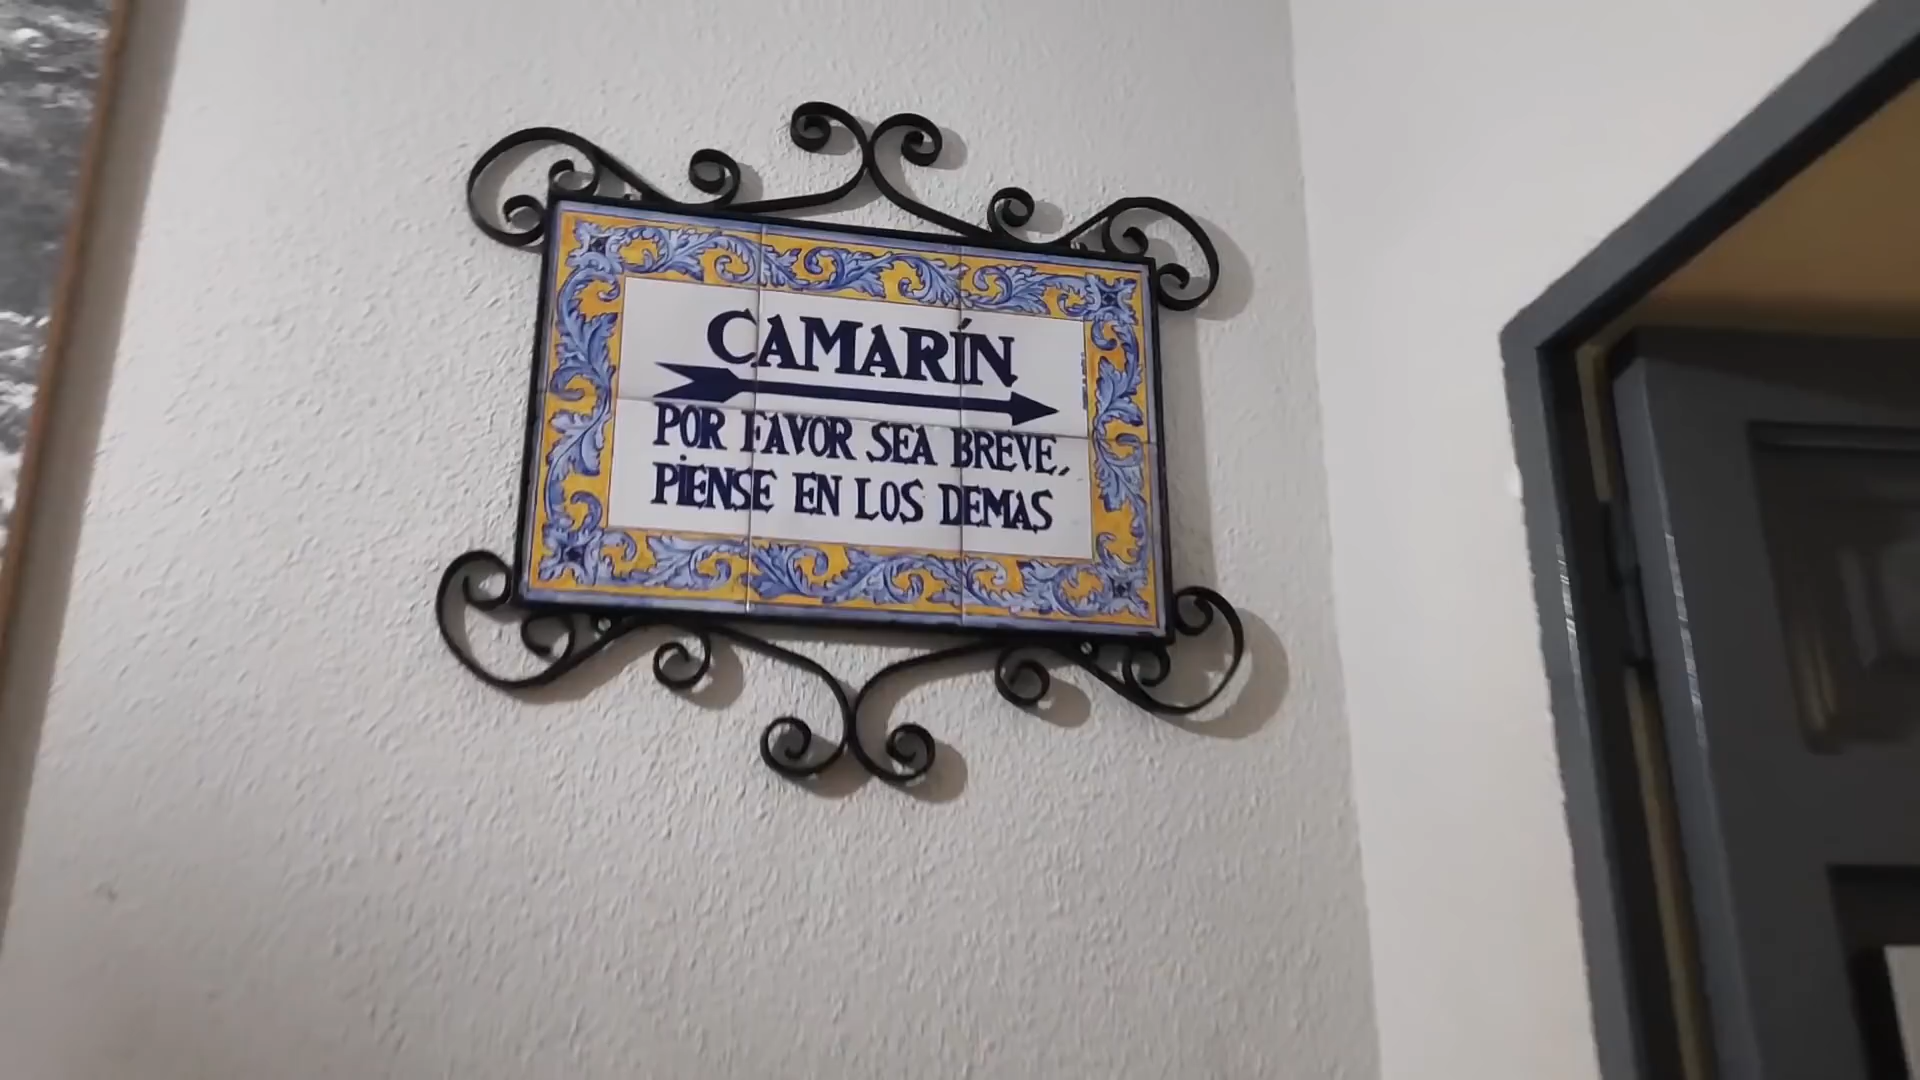 CAMARÍN
POR FAVOR SEA BREVE,
PIENSE EN LOS DEMAS